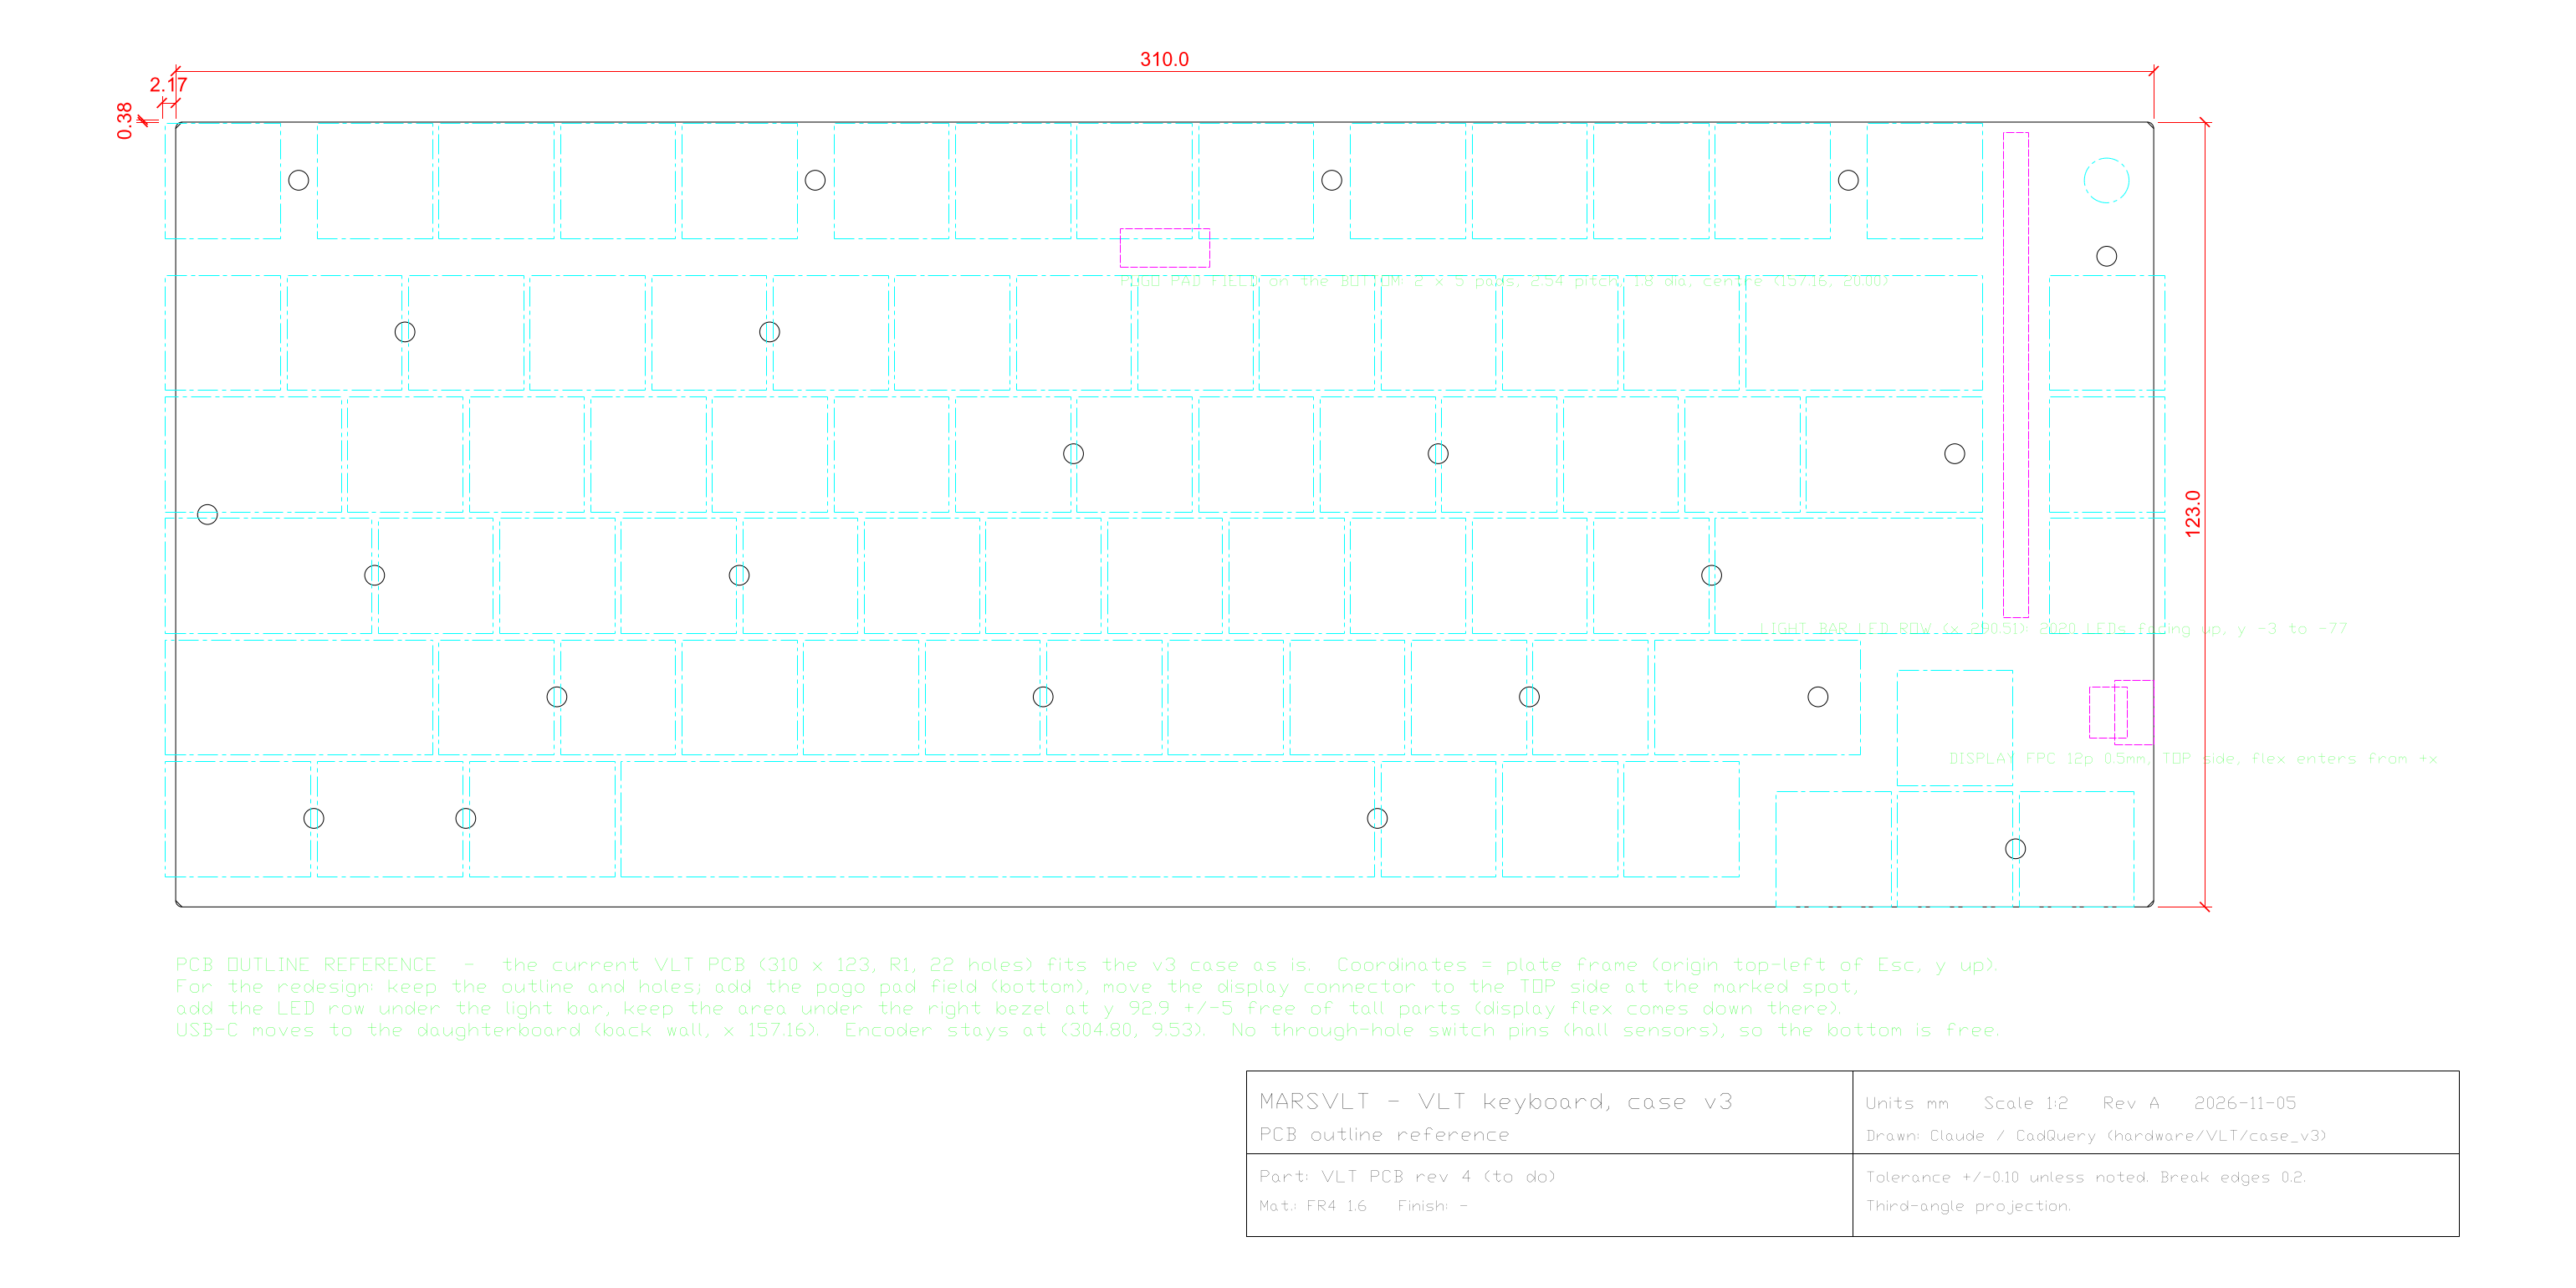 310.0
2.17
0.38
POGO PAD FIELD on the BOTTOM: 2 x 5 pads, 2.54 pitch, 1.8 dia, centre (157.16, 20.00)
123.0
LIGHT BAR LED ROW (x 290.51): 2020 LEDs facing up, y -3 to -77
DISPLAY FPC 12p 0.5mm, TOP side, flex enters from +x
PCB OUTLINE REFERENCE - the current VLT PCB (310 x 123, R1, 22 holes) fits the v3 case as is. Coordinates = plate frame (origin top-left of Esc, y up).
For the redesign: keep the outline and holes; add the pogo pad field (bottom), move the display connector to the TOP side at the marked spot,
add the LED row under the light bar, keep the area under the right bezel at y 92.9 +/-5 free of tall parts (display flex comes down there).
USB-C moves to the daughterboard (back wall, x 157.16). Encoder stays at (304.80, 9.53). No through-hole switch pins (hall sensors), so the bottom is free.
MARSVLT - VLT keyboard, case v3
PCB outline reference
Units mm Scale 1:2 Rev A 2026-11-05
Drawn: Claude / CadQuery (hardware/VLT/case_v3)
Part: VLT PCB rev 4 (to do)
Mat.: FR4 1.6 Finish: -
Tolerance +/-0.10 unless noted. Break edges 0.2.
Third-angle projection.